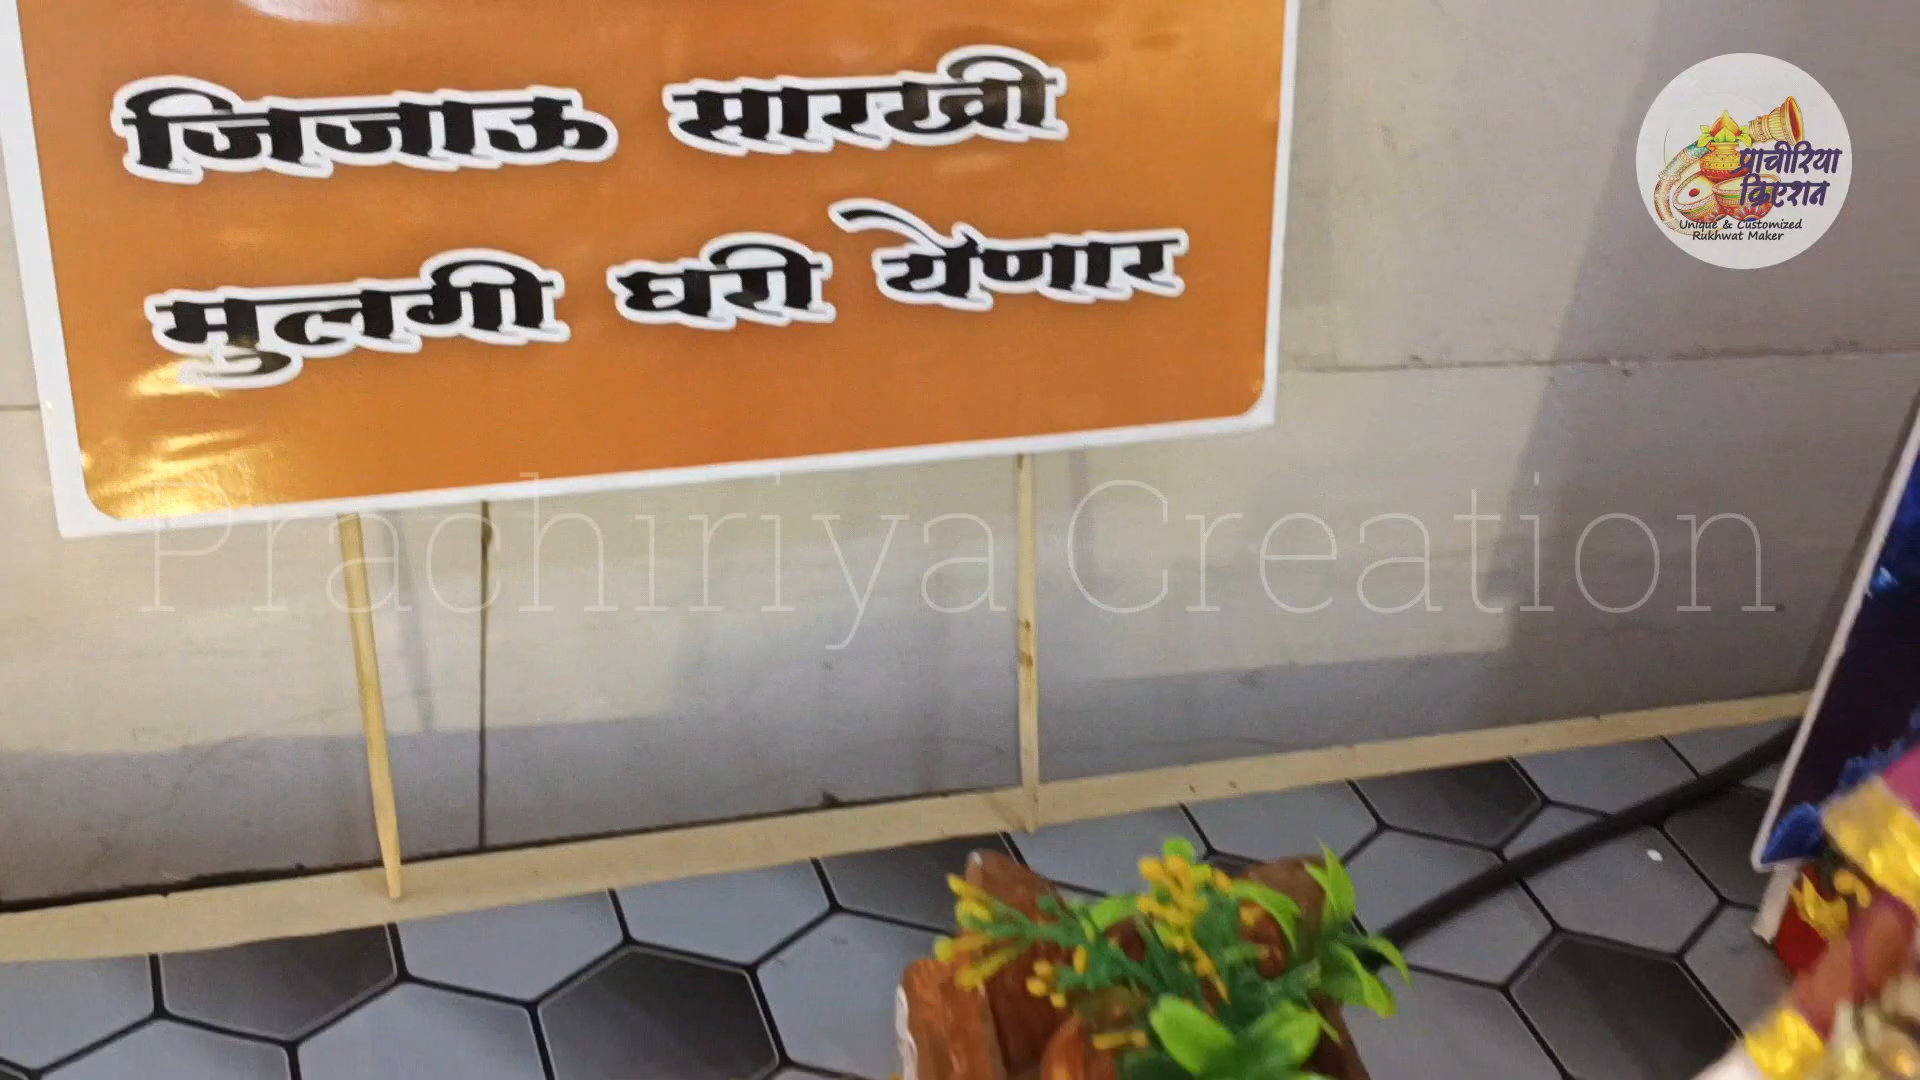 जिजाऊ सारखी
मुलगी घरी येणार
प्राचीरिया
क्रिएशन
Unique & Customized
Rukhwat Maker
Prachiriya Creation